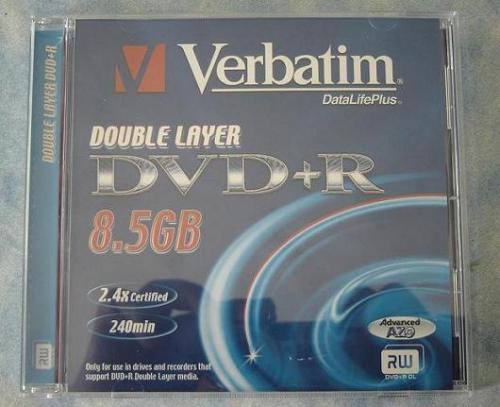 DOUBLE LAYER DVD+R
Verbatim®
DataLifePlus
DOUBLE LAYER
DVD+R
8.5GB
2.4x Certified
240min
Advanced
AZO
Only for use in drives and recorders that
support DVD+R Double Layer media.
RW
DVD+R DL
RW